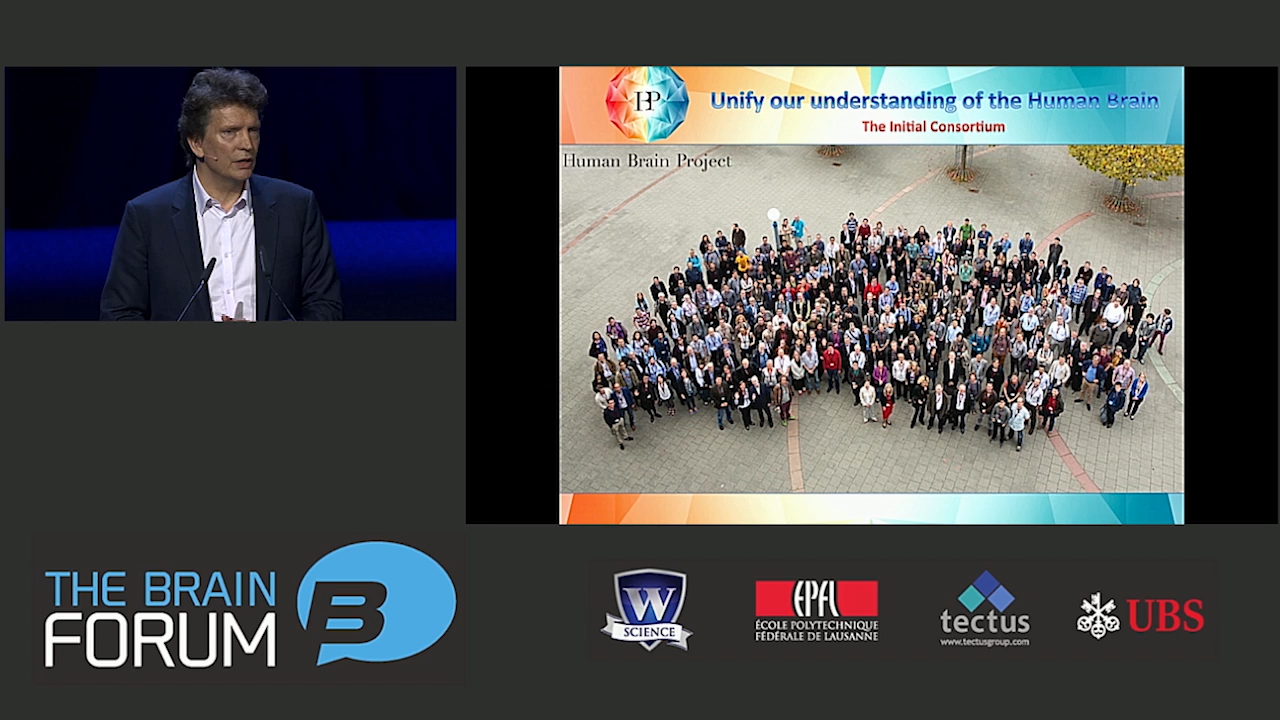 HBP
Unify our understanding of the Human Brain
The Initial Consortium
Human Brain Project
THE BRAIN
FORUM
B
W
SCIENCE
EPFL
ÉCOLE POLYTECHNIQUE
FÉDÉRALE DE LAUSANNE
tectus
www.tectusgroup.com
UBS